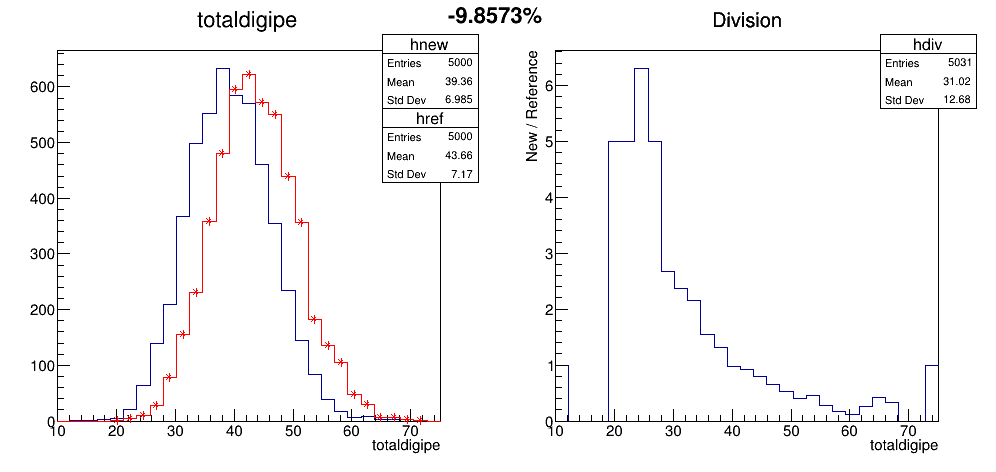 -9.8573%
totaldigipe
hnew
Entries 5000
Mean 39.36
Std Dev 6.985
href
Entries 5000
Mean 43.66
Std Dev 7.17
600
500
400
300
200
100
0
10 20 30 40 50 60 70
totaldigipe
Division
hdiv
Entries 5031
Mean 31.02
Std Dev 12.68
New / Reference
6
5
4
3
2
1
0
10 20 30 40 50 60 70
totaldigipe